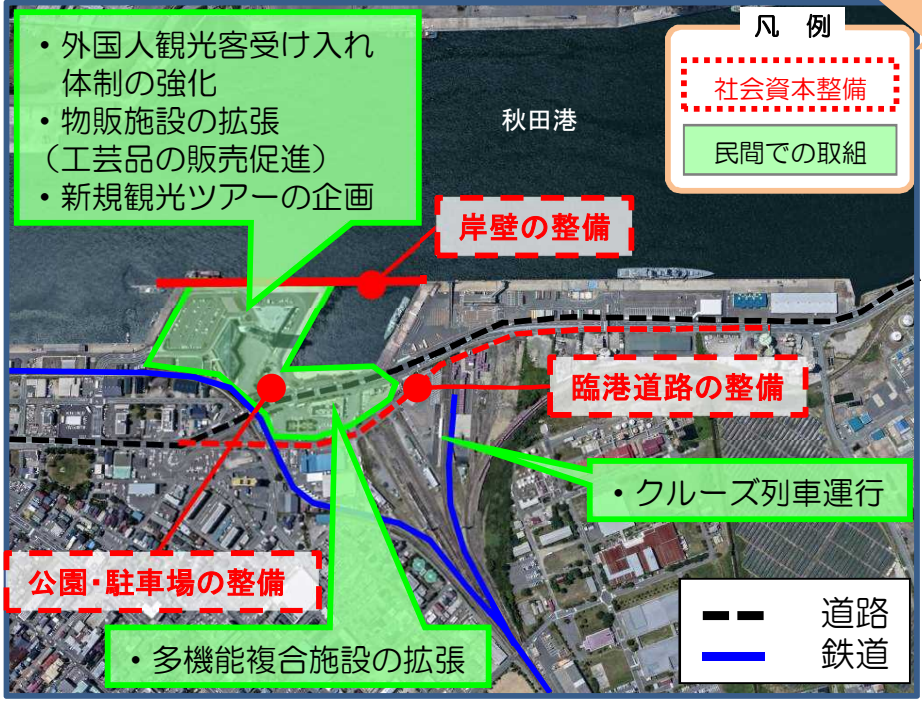 ・外国人観光客受け入れ
体制の強化
・物販施設の拡張
(工芸品の販売促進)
・新規観光ツアーの企画
凡 例
社会資本整備
民間での取組
秋田港
岸壁の整備
臨港道路の整備
・クルーズ列車運行
公園・駐車場の整備
・多機能複合施設の拡張
道路
鉄道